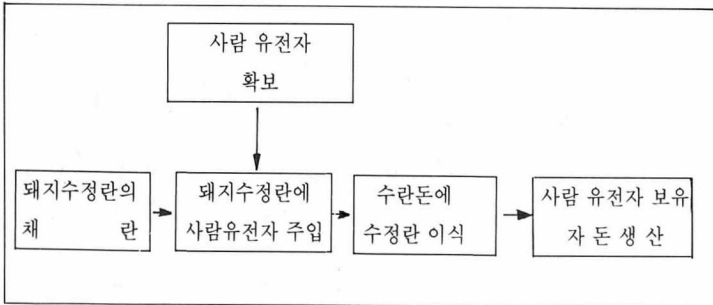 사람 유전자
확보
돼지수정란의
채 란
돼지수정란에
사람유전자 주입
수란돈에
수정란 이식
사람 유전자 보유
자 돈 생 산